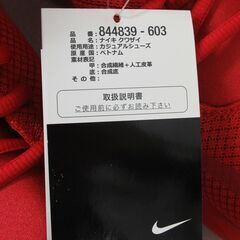 品 番：844839 - 603
品 名：ナイキ クワザイ
使用用途：カジュアルシューズ
原 産 国：ベトナム
素材表記
甲：合成繊維＋人工皮革
底：合成底
その他：
取扱説明書
ご使用前に必ずお読み下さい